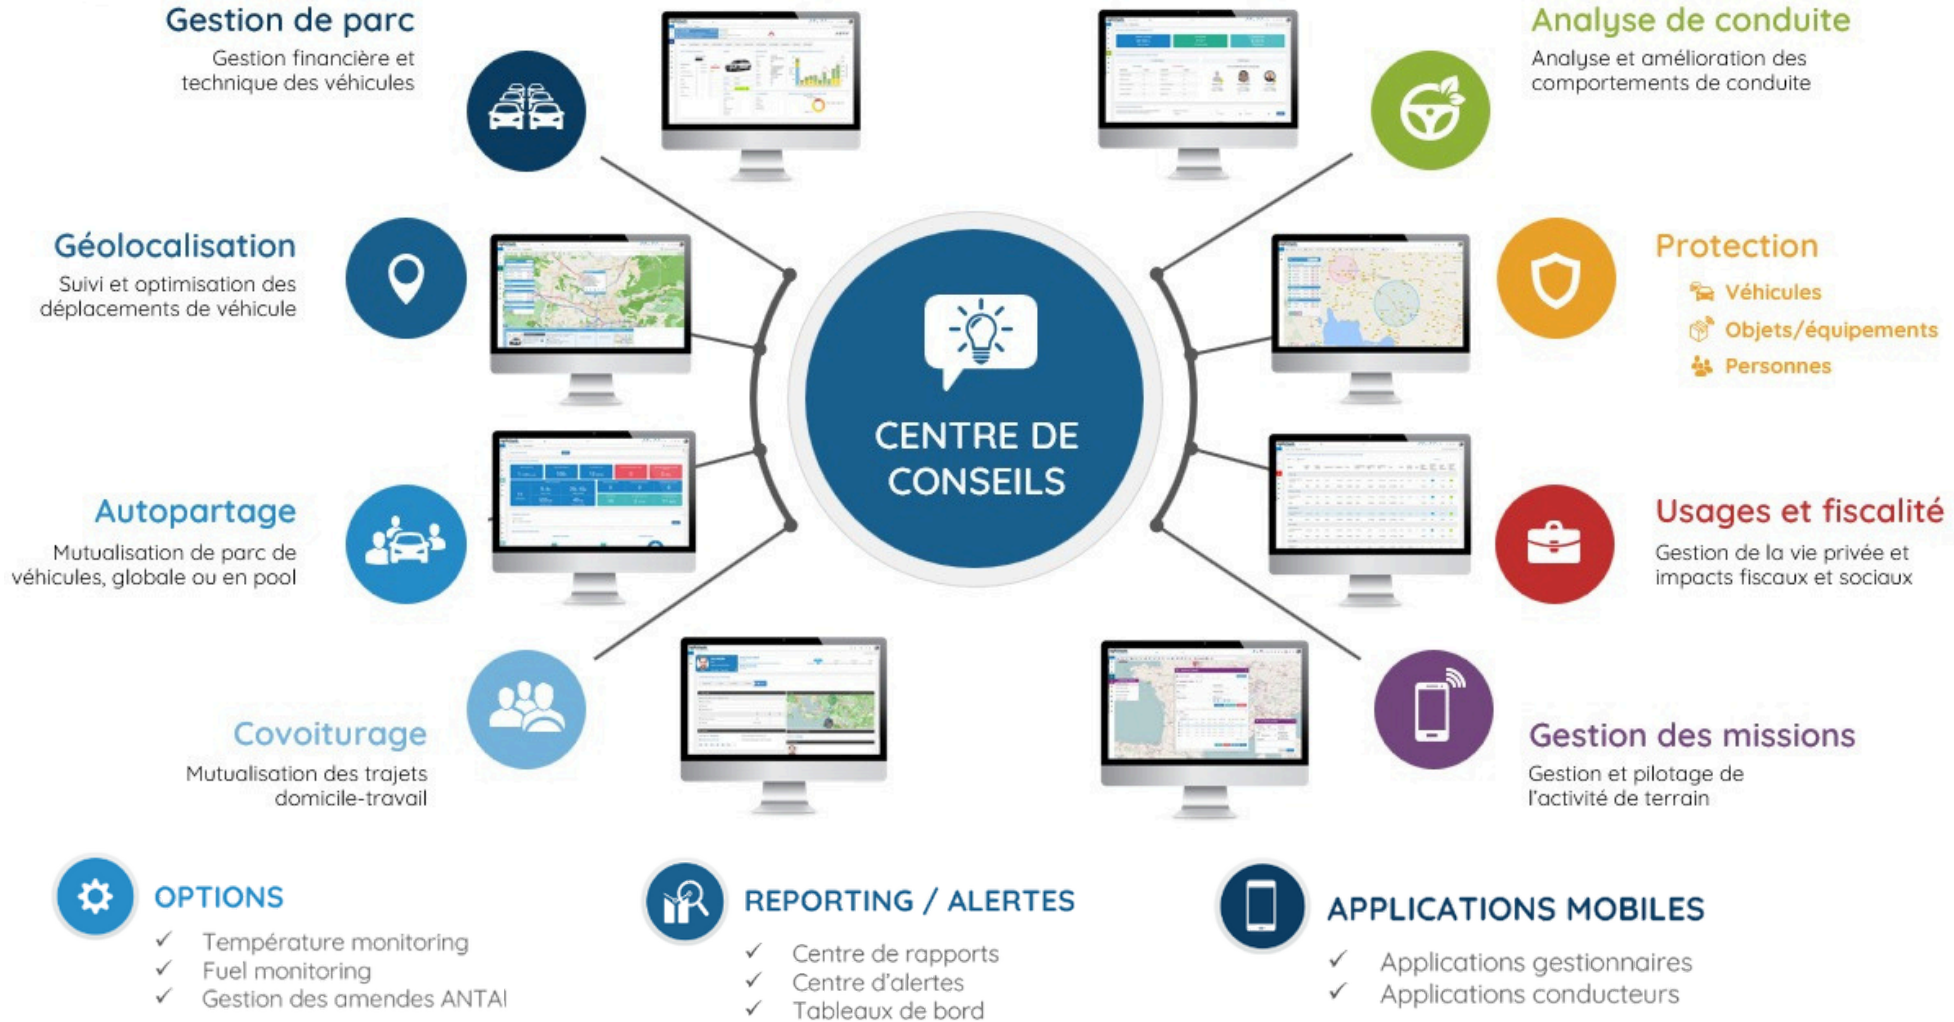 Gestion de parc
Gestion financière et
technique des véhicules
Analyse de conduite
Analyse et amélioration des
comportements de conduite
Géolocalisation
Suivi et optimisation des
déplacements de véhicule
Protection
Véhicules
Objets/équipements
Personnes
CENTRE DE
CONSEILS
Autopartage
Mutualisation de parc de
véhicules, globale ou en pool
Usages et fiscalité
Gestion de la vie privée et
impacts fiscaux et sociaux
Covoiturage
Mutualisation des trajets
domicile-travail
Gestion des missions
Gestion et pilotage de
l'activité de terrain
OPTIONS
✓ Température monitoring
✓ Fuel monitoring
✓ Gestion des amendes ANTAI
REPORTING / ALERTES
✓ Centre de rapports
✓ Centre d'alertes
✓ Tableaux de bord
APPLICATIONS MOBILES
✓ Applications gestionnaires
✓ Applications conducteurs